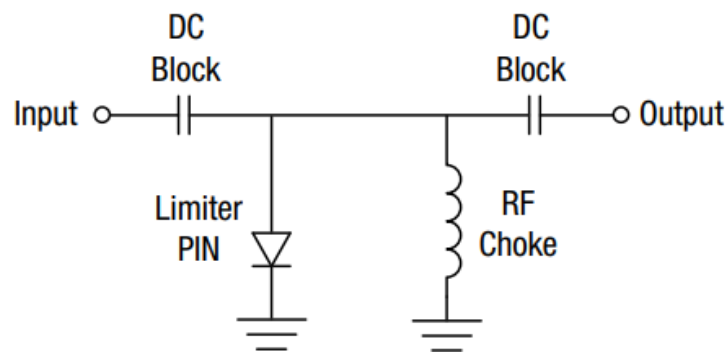 DC
Block
DC
Block
Input
Output
Limiter
PIN
RF
Choke